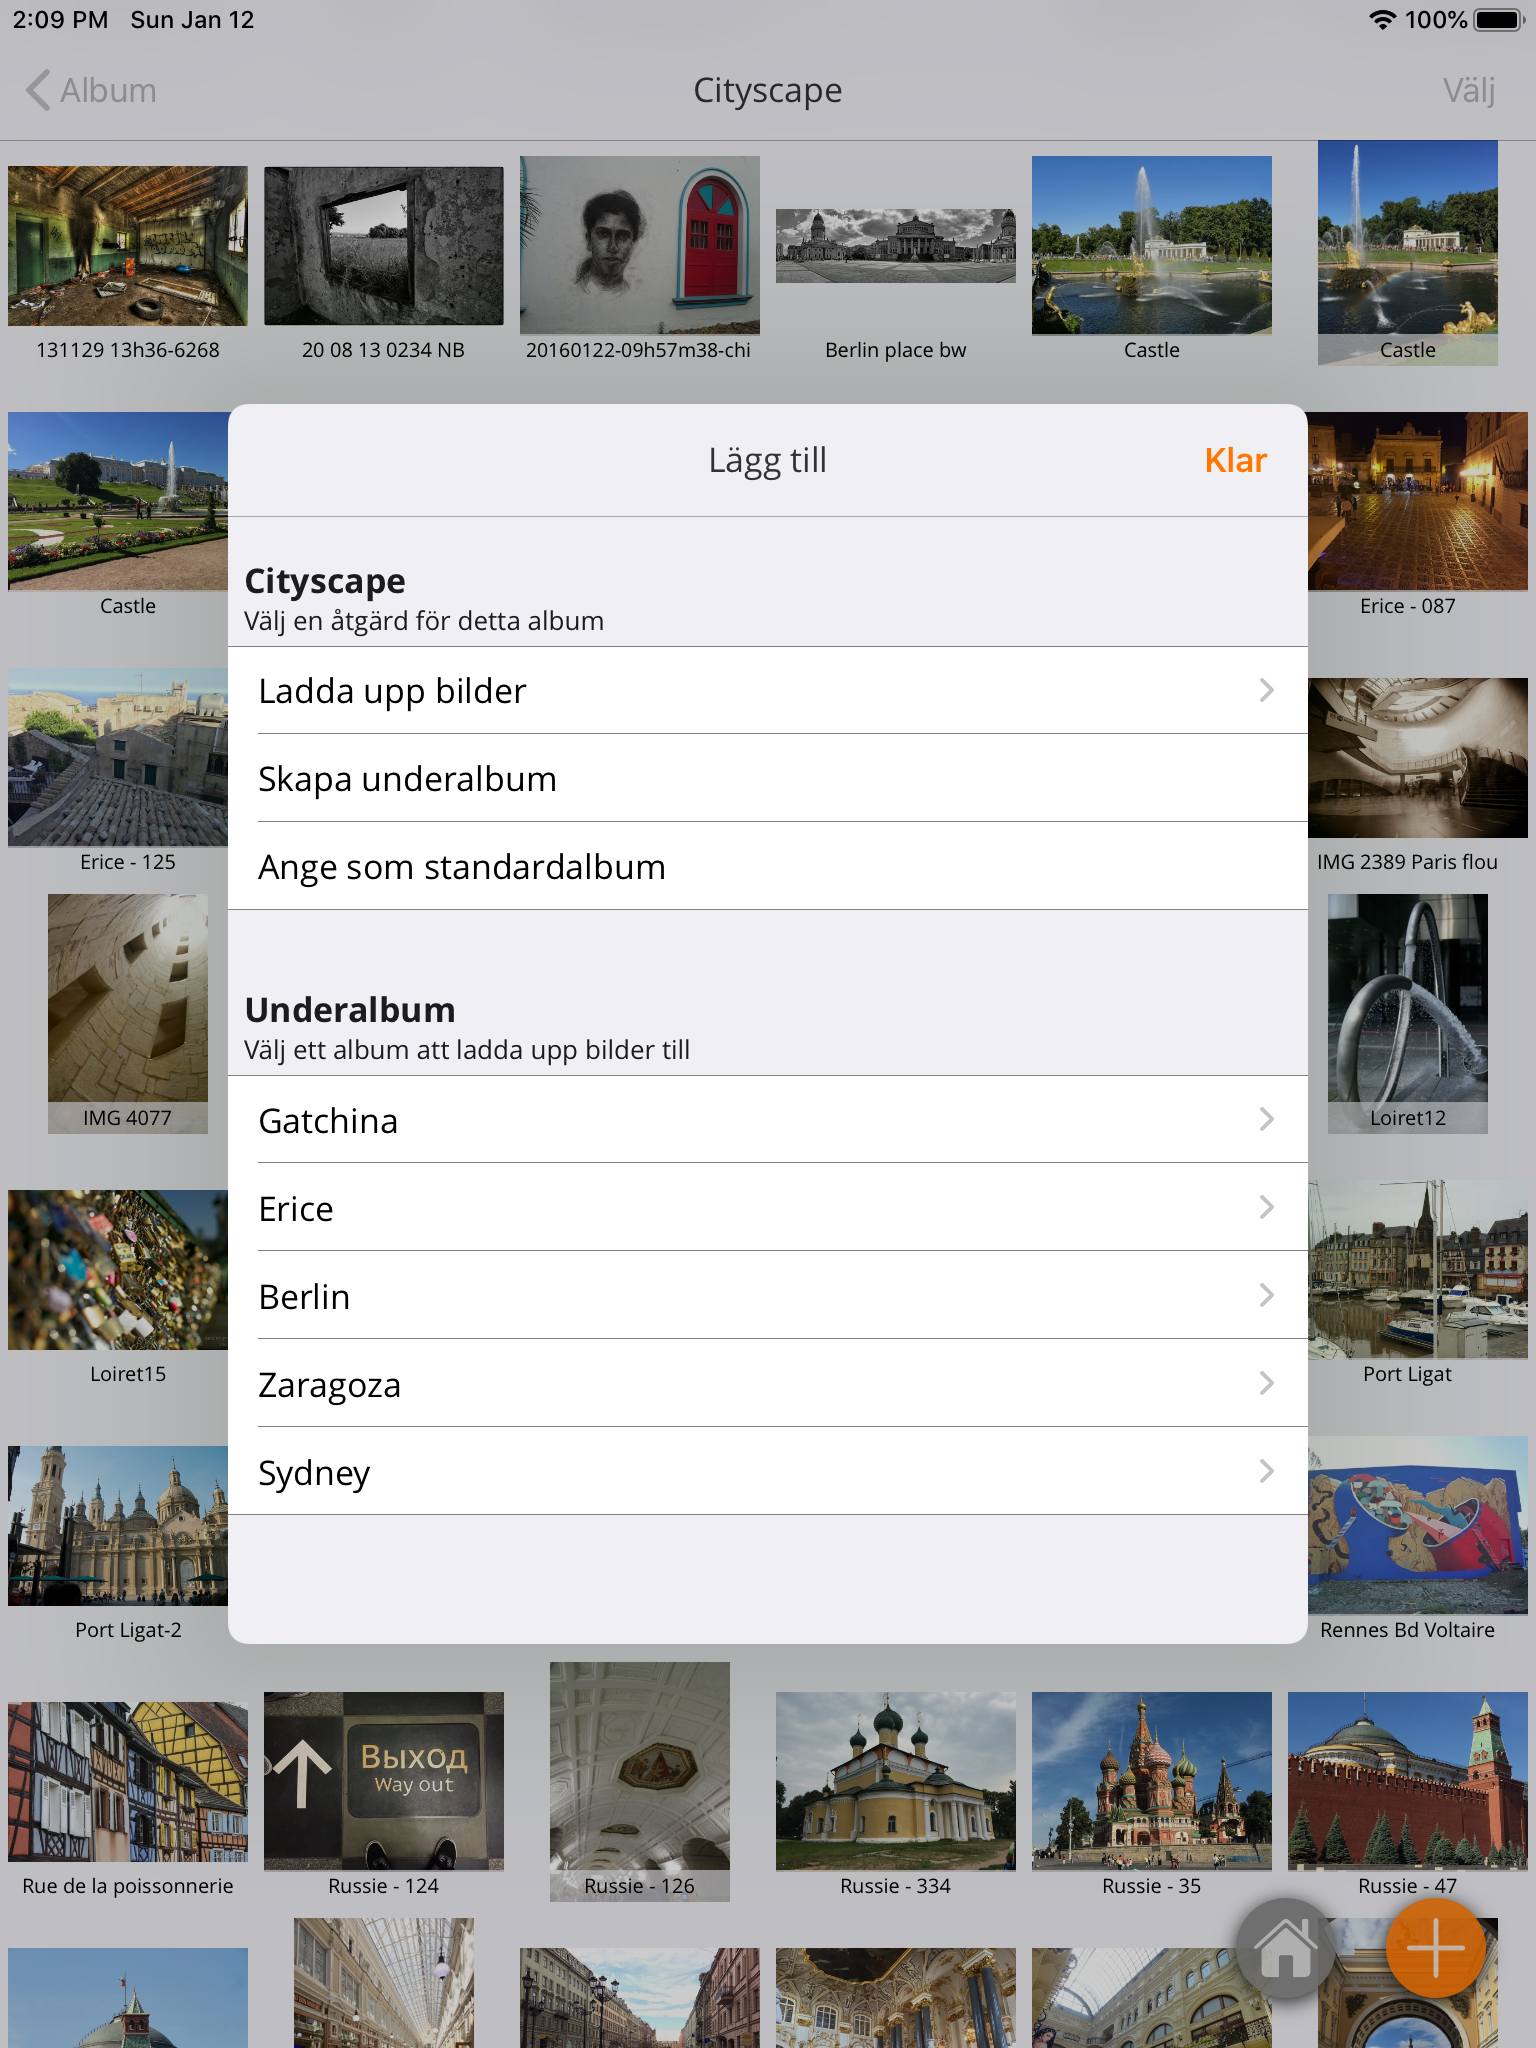 2:09 PM Sun Jan 12 100%
Album Cityscape Välj
131129 13h36-6268 20 08 13 0234 NB 20160122-09h57m38-chi Berlin place bw Castle Castle
Lägg till Klar
Castle Erice - 087
Cityscape
Välj en åtgärd för detta album
Ladda upp bilder
Skapa underalbum
Ange som standardalbum
Erice - 125 IMG 2389 Paris flou
Underalbum
Välj ett album att ladda upp bilder till
IMG 4077 Loiret12
Gatchina
Erice
Berlin
Zaragoza
Sydney
Loiret15 Port Ligat
Port Ligat-2 Rennes Bd Voltaire
Выход
Way out
Rue de la poissonnerie Russie - 124 Russie - 126 Russie - 334 Russie - 35 Russie - 47